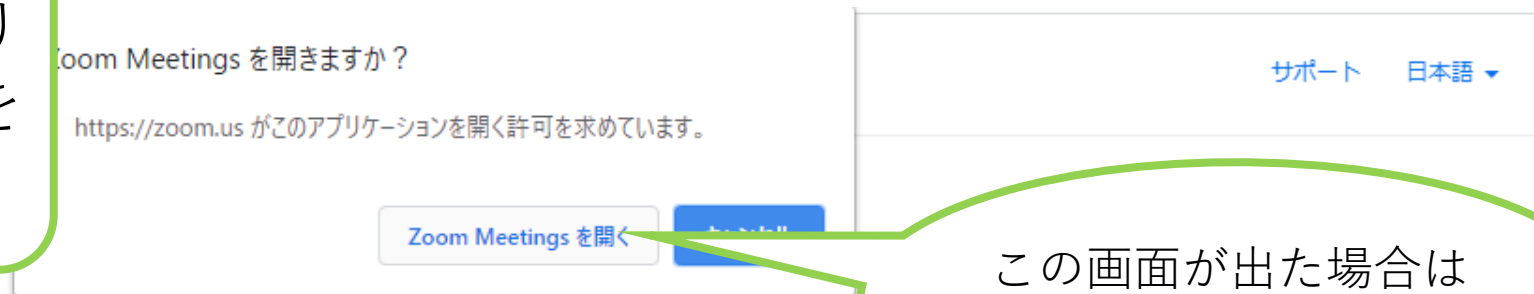 り
を
Zoom Meetings を開きますか？
サポート 日本語
https://zoom.us がこのアプリケーションを開く許可を求めています。
Zoom Meetings を開く
この画面が出た場合は